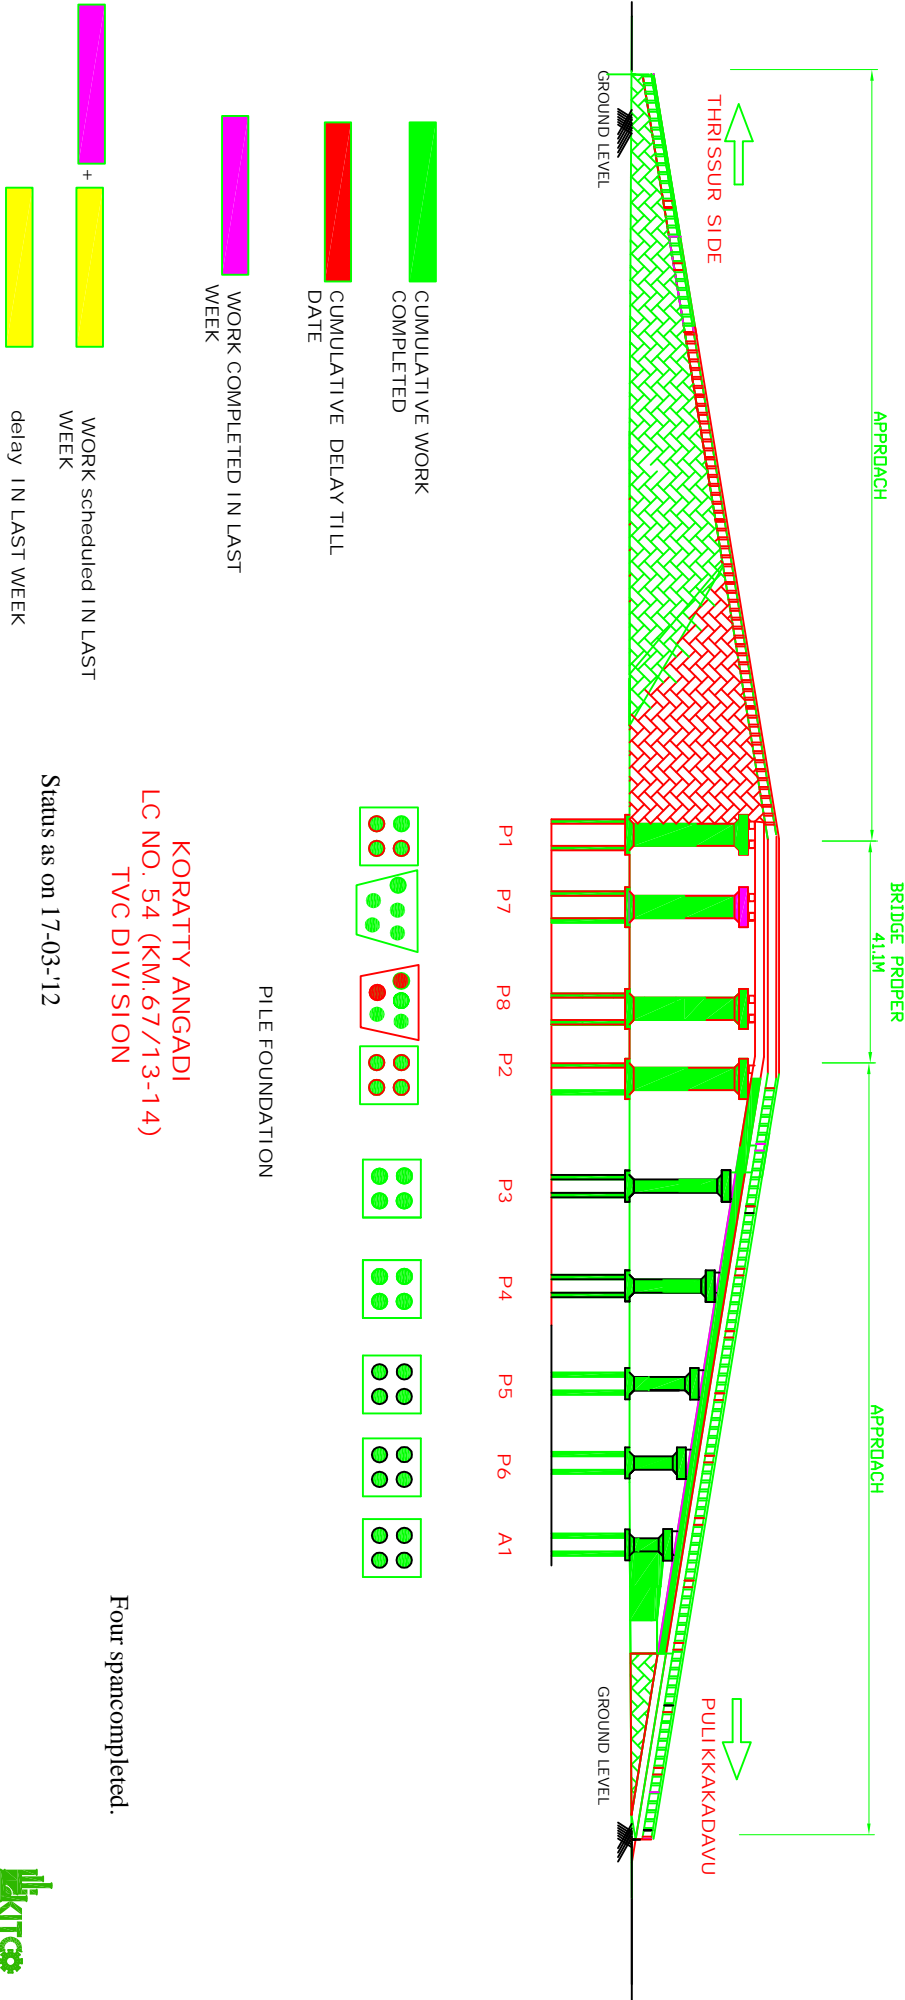 BRIDGE PROPER
41.1M
APPROACH
APPROACH
THRISSUR SIDE
PULIKKAKADAVU
GROUND LEVEL
GROUND LEVEL
P1
P7
P8
P2
P3
P4
P5
P6
A1
CUMULATIVE WORK
COMPLETED
CUMULATIVE DELAY TILL
DATE
WORK COMPLETED IN LAST
WEEK
+
WORK scheduled IN LAST
WEEK
delay IN LAST WEEK
PILE FOUNDATION
KORATTY ANGADI
LC NO. 54 (KM.67/13-14)
TVC DIVISION
Status as on 17-03-'12
Four spancompleted.
KITCO